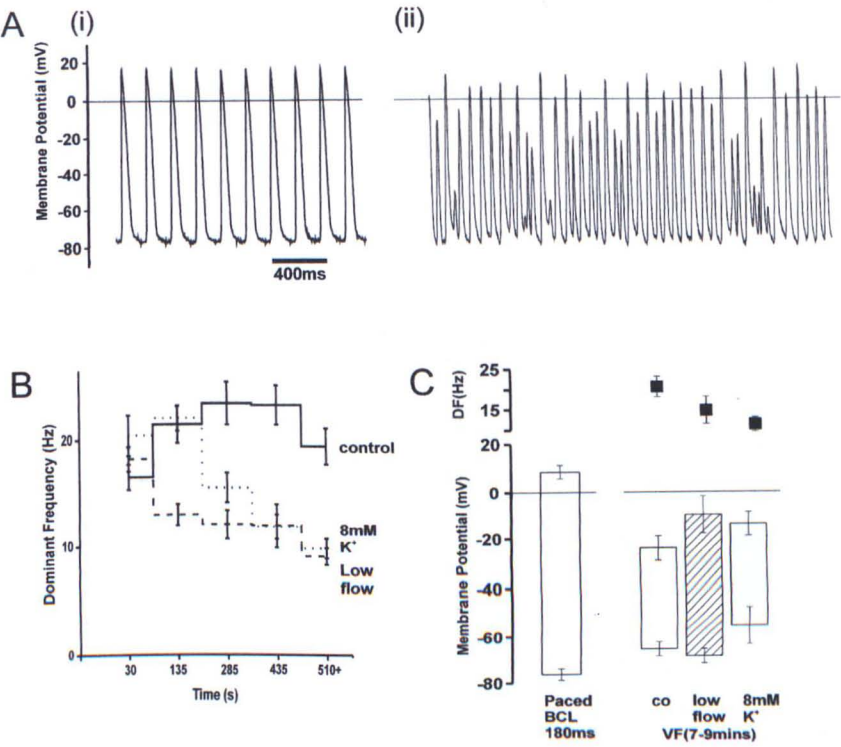 A
(i)
(ii)
Membrane Potential (mV)
20
0
-20
-40
-60
-80
400ms
B
Dominant Frequency (Hz)
20
10
0
control
8mM
K⁺
Low
flow
30
135
285
435
510+
Time (s)
C
DF(Hz)
25
15
Membrane Potential (mV)
20
0
-20
-40
-60
-80
Paced
BCL
180ms
co
low
flow
8mM
K⁺
VF(7-9mins)